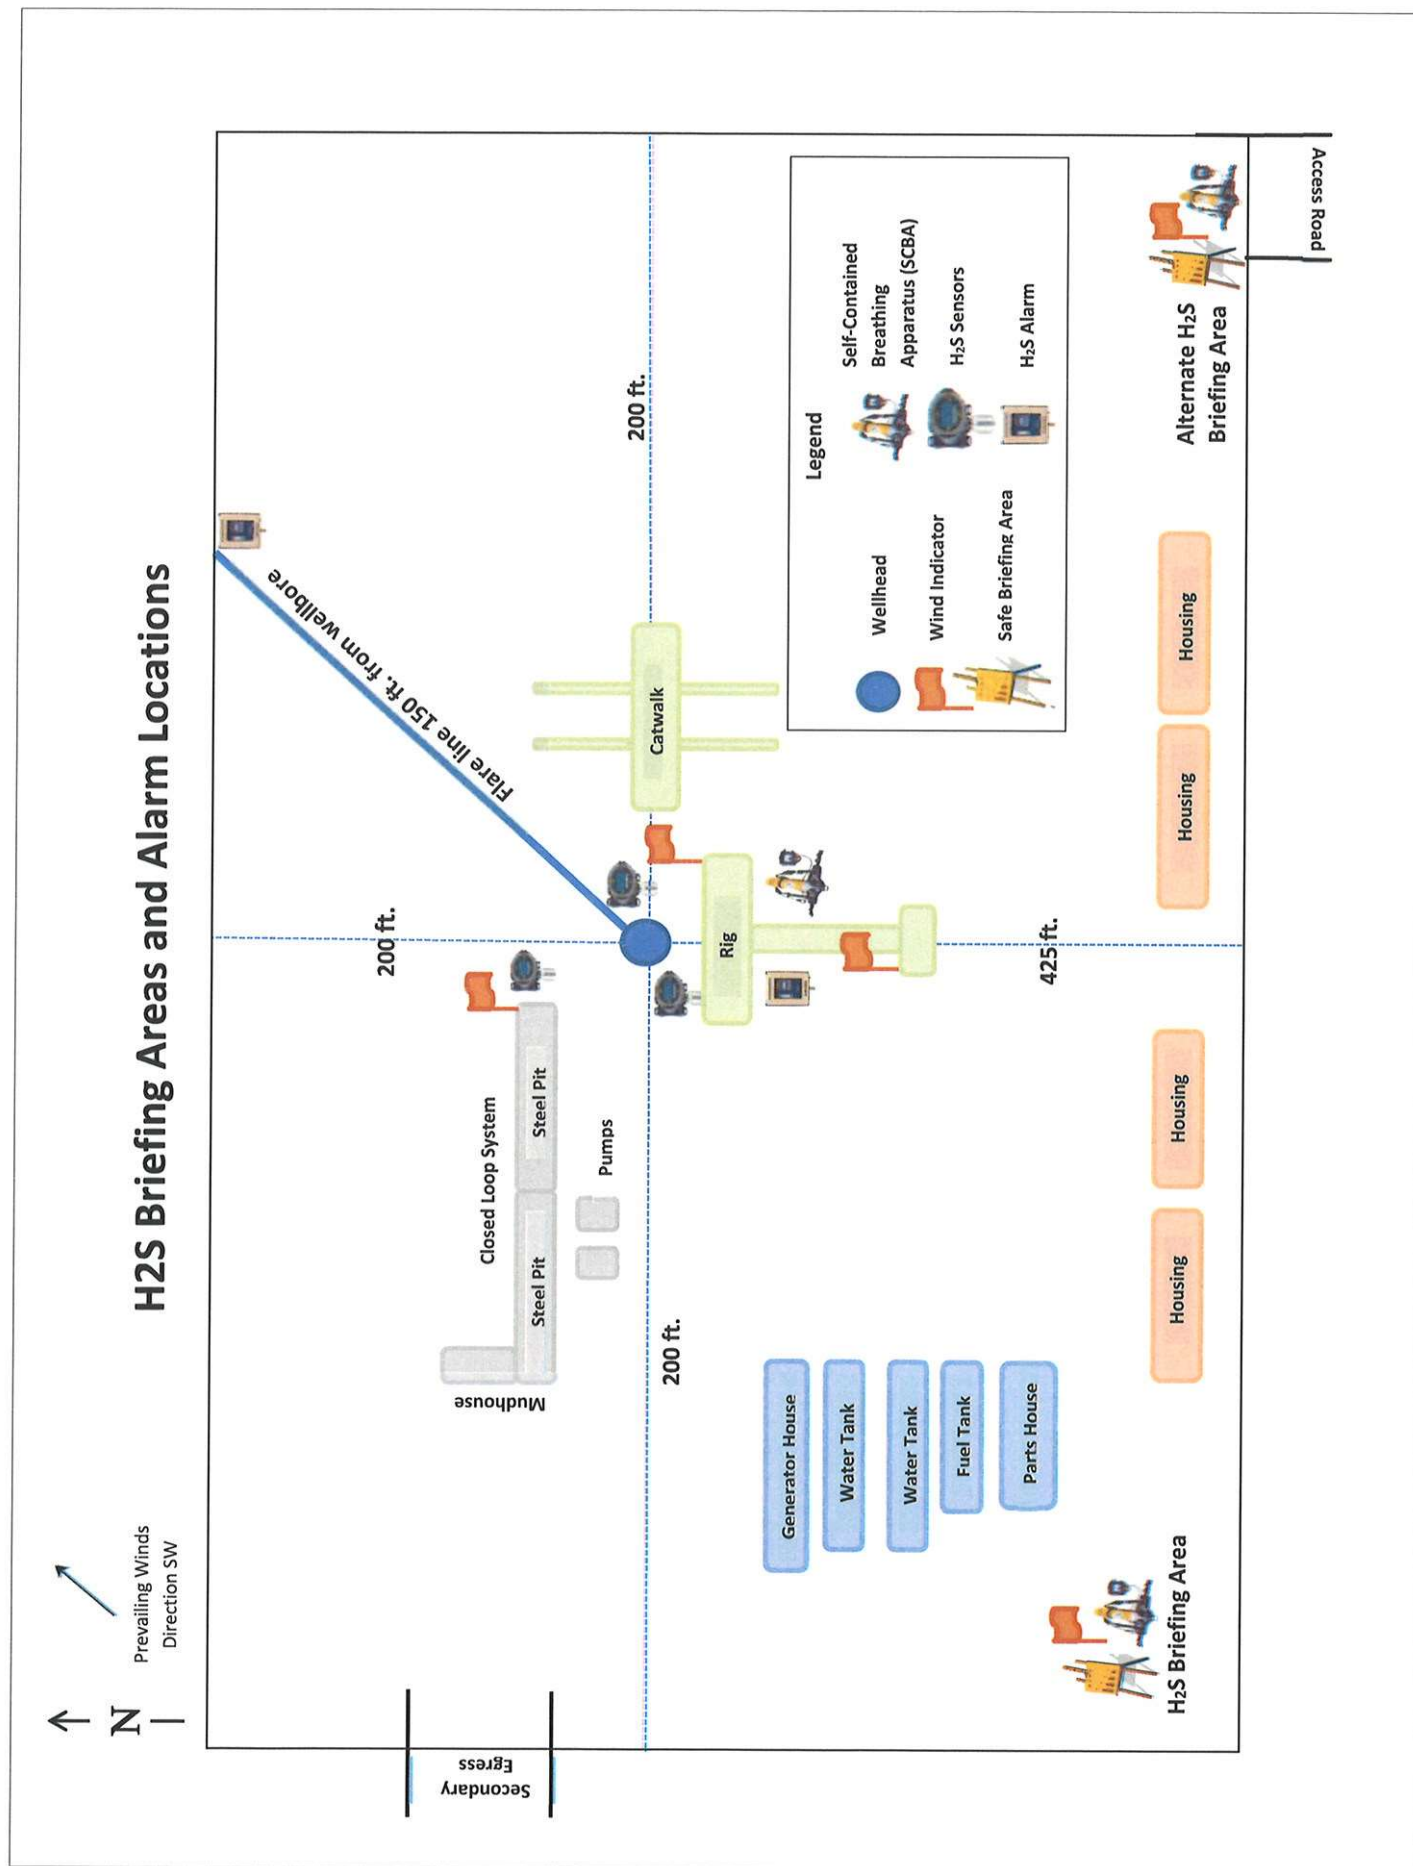 H2S Briefing Areas and Alarm Locations
N
Prevailing Winds
Direction SW
Secondary
Egress
200 ft.
Flare line 150 ft. from wellbore
Closed Loop System
Mudhouse
Steel Pit
Steel Pit
Pumps
200 ft.
200 ft.
Catwalk
Rig
Generator House
Water Tank
Water Tank
Fuel Tank
Parts House
425 ft.
Legend
Wellhead
Wind Indicator
Safe Briefing Area
Self-Contained
Breathing
Apparatus (SCBA)
H₂S Sensors
H₂S Alarm
H₂S Briefing Area
Housing
Housing
Housing
Housing
Alternate H₂S
Briefing Area
Access Road